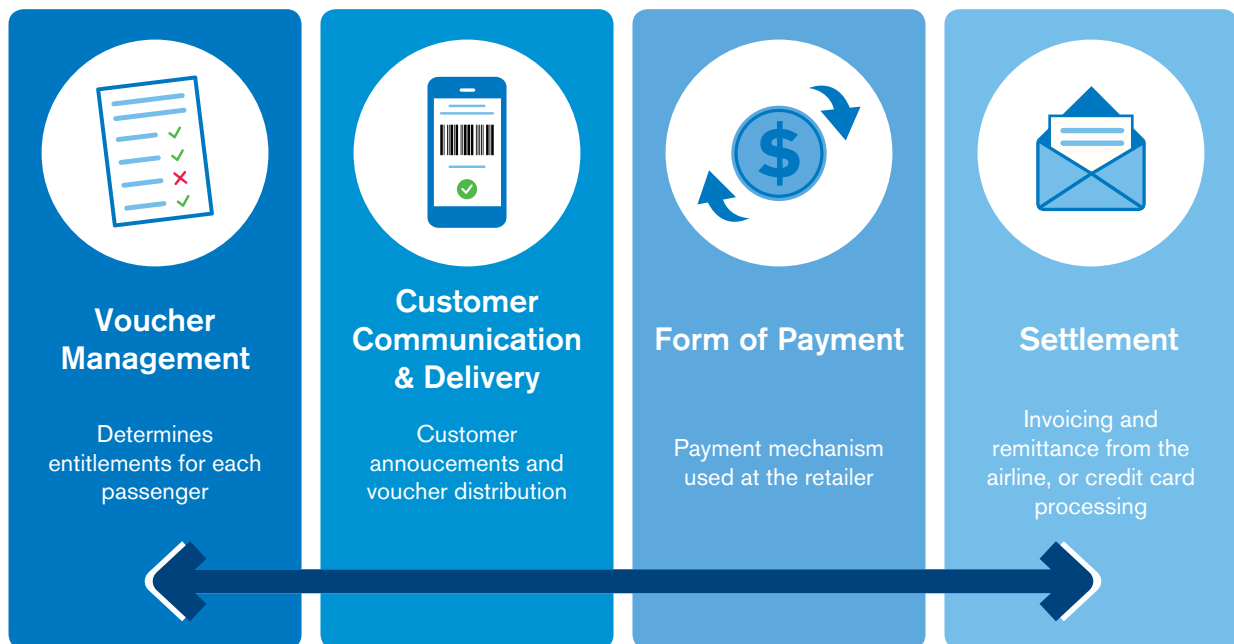 Voucher
Management
Determines
entitlements for each
passenger
Customer
Communication
& Delivery
Customer
annoucements and
voucher distribution
$
Form of Payment
Payment mechanism
used at the retailer
Settlement
Invoicing and
remittance from the
airline, or credit card
processing